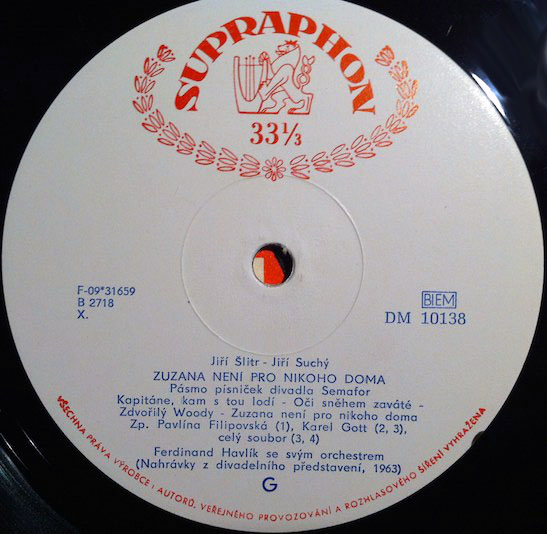 SUPRAPHON
33⅓
F-09*31659
B 2718
X.
BIEM
DM 10138
Jiří Šlitr - Jiří Suchý
ZUZANA NENÍ PRO NIKOHO DOMA
Pásmo písniček divadla Semafor
Kapitáne, kam s tou lodí - Oči sněhem zaváté -
Zdvořilý Woody - Zuzana není pro nikoho doma
Zp. Pavlína Filipovská (1), Karel Gott (2, 3),
celý soubor (3, 4)
Ferdinand Havlík se svým orchestrem
(Nahrávky z divadelního představení, 1963)
G
VŠECHNA PRÁVA VÝROBCE I AUTORŮ, VEŘEJNÉHO PROVOZOVÁNÍ A ROZHLASOVÉHO ŠÍŘENÍ VYHRAŽENA